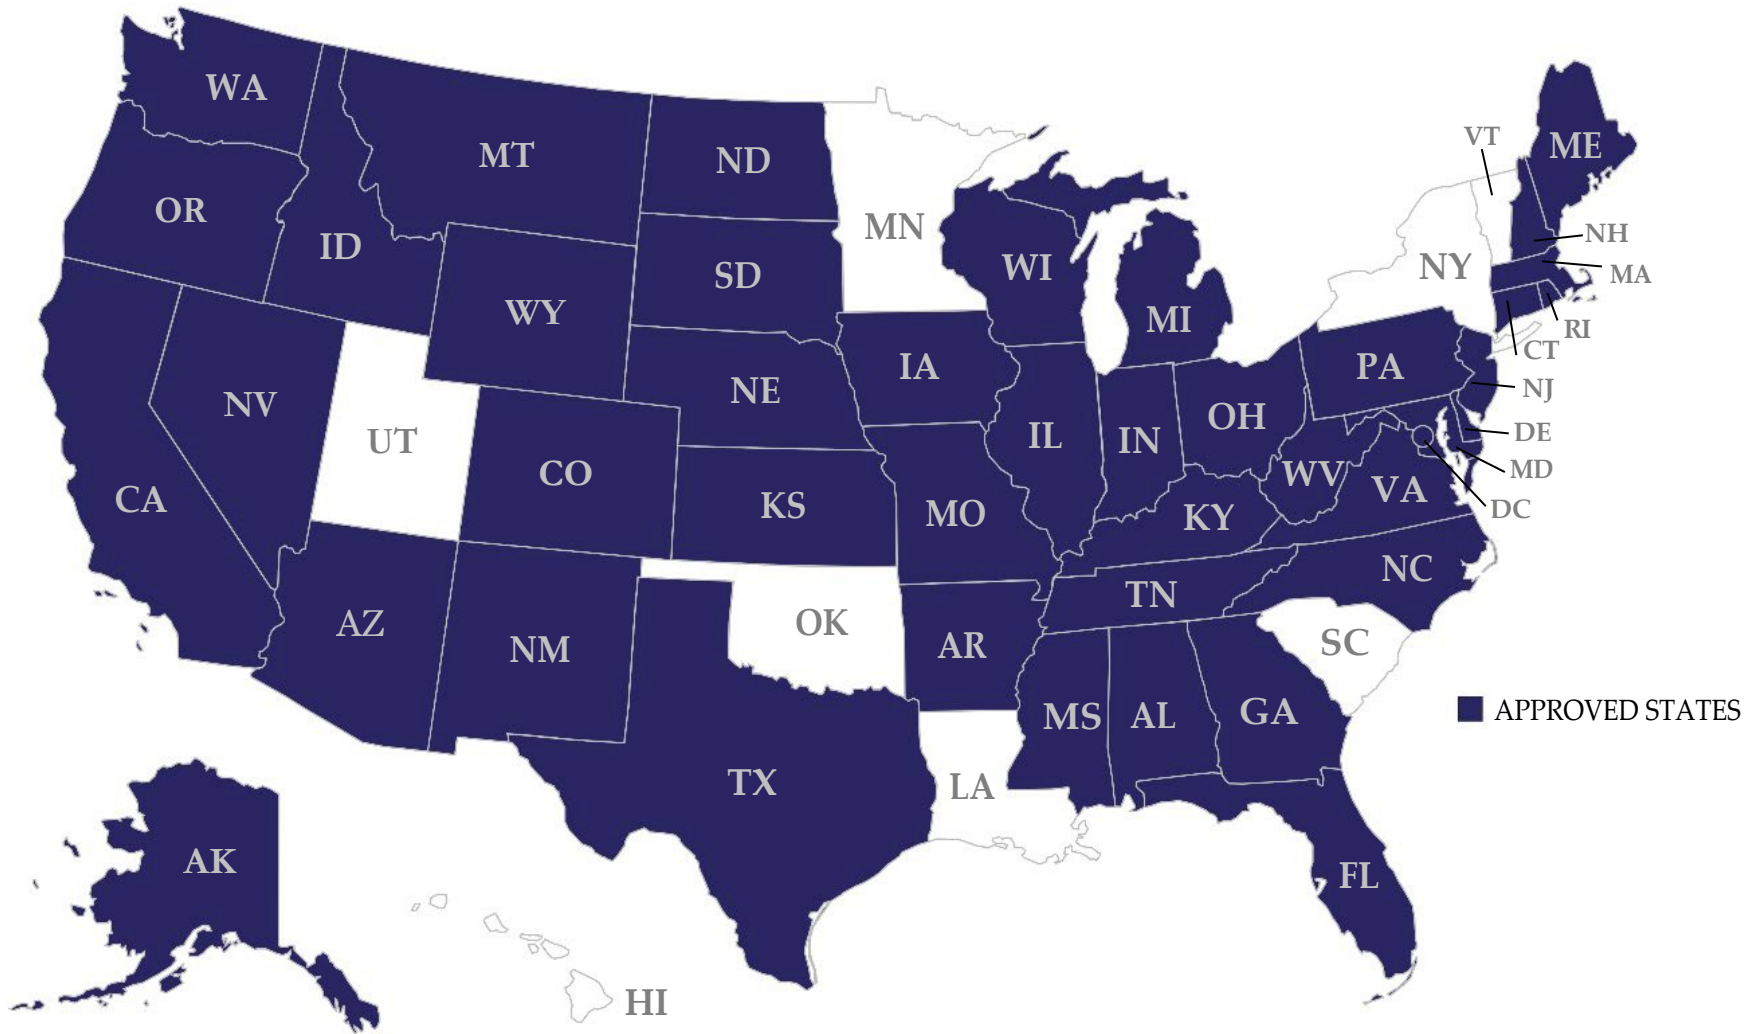 WA
MT
ND
MN
VT
ME
OR
ID
SD
WI
NH
NY
MA
WY
MI
RI
CT
IA
PA
NJ
NE
NV
UT
OH
DE
IL
IN
MD
CO
WV
VA
CA
KS
MO
KY
DC
NC
TN
AZ
OK
NM
AR
SC
MS
AL
GA
APPROVED STATES
TX
LA
AK
FL
HI